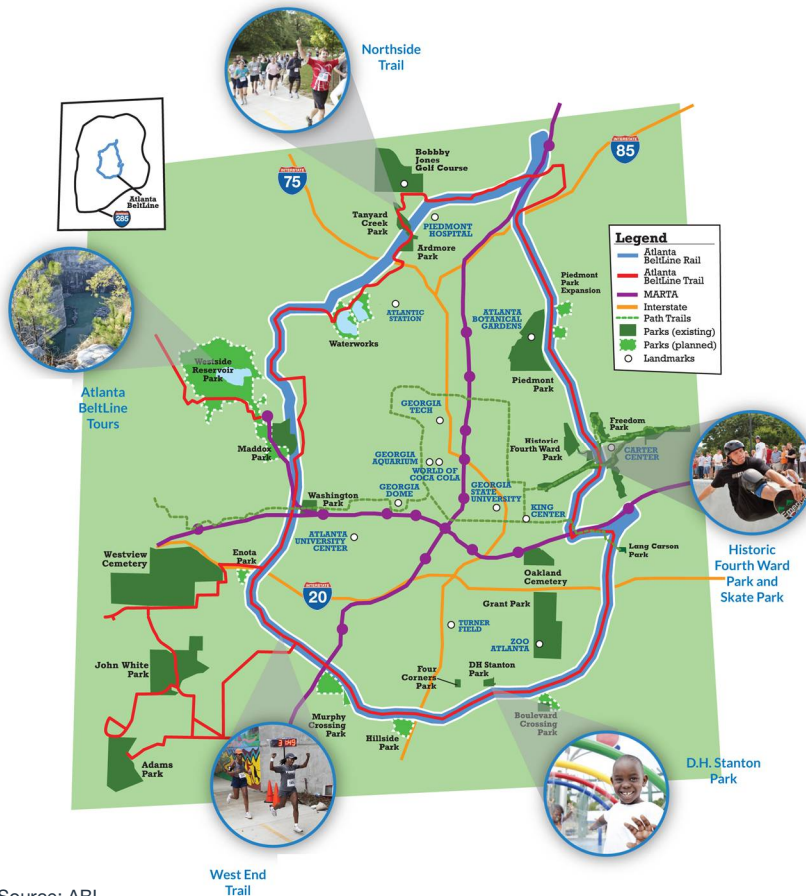 Northside
Trail
Bobbby
Jones
Golf Course
INTERSTATE
75
85
Atlanta
BeltLine
285
Tanyard
Creek
Park
PIEDMONT
HOSPITAL
Ardmore
Park
Legend
Atlanta
BeltLine Rail
Atlanta
BeltLine Trail
MARTA
Interstate
Path Trails
Parks (existing)
Parks (planned)
Landmarks
Piedmont
Park
Expansion
ATLANTIC
STATION
ATLANTA
BOTANICAL
GARDENS
Waterworks
Westside
Reservoir
Park
Piedmont
Park
Atlanta
BeltLine
Tours
GEORGIA
TECH
Freedom
Park
Historic
Fourth Ward
Park
CARTER
CENTER
Maddox
Park
GEORGIA
AQUARIUM
WORLD OF
COCA COLA
GEORGIA
DOME
GEORGIA
STATE
UNIVERSITY
Washington
Park
KING
CENTER
ATLANTA
UNIVERSITY
CENTER
Lang Carson
Park
Historic
Fourth Ward
Park and
Skate Park
Westview
Cemetery
Enota
Park
Oakland
Cemetery
INTERSTATE
20
Grant Park
TURNER
FIELD
ZOO
ATLANTA
John White
Park
Four
Corners
Park
DH Stanton
Park
Murphy
Crossing
Park
Hillside
Park
Boulevard
Crossing
Park
Adams
Park
D.H. Stanton
Park
West End
Trail
Source: ABI